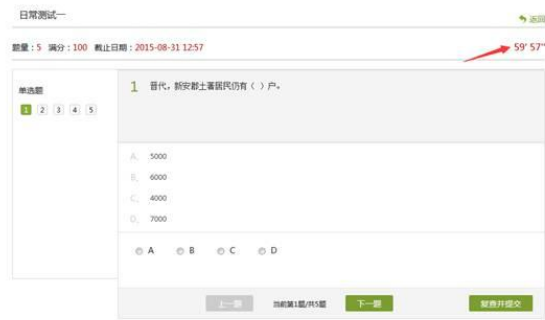 日常测试一
返回
题量：5 满分：100 截止日期：2015-08-31 12:57
59' 57"
单选题
1 2 3 4 5
1 晋代，新安郡土著居民仍有（ ）户。
A、 5000
B、 6000
C、 4000
D、 7000
A B C D
上一题 当前第1题/共5题 下一题 复查并提交